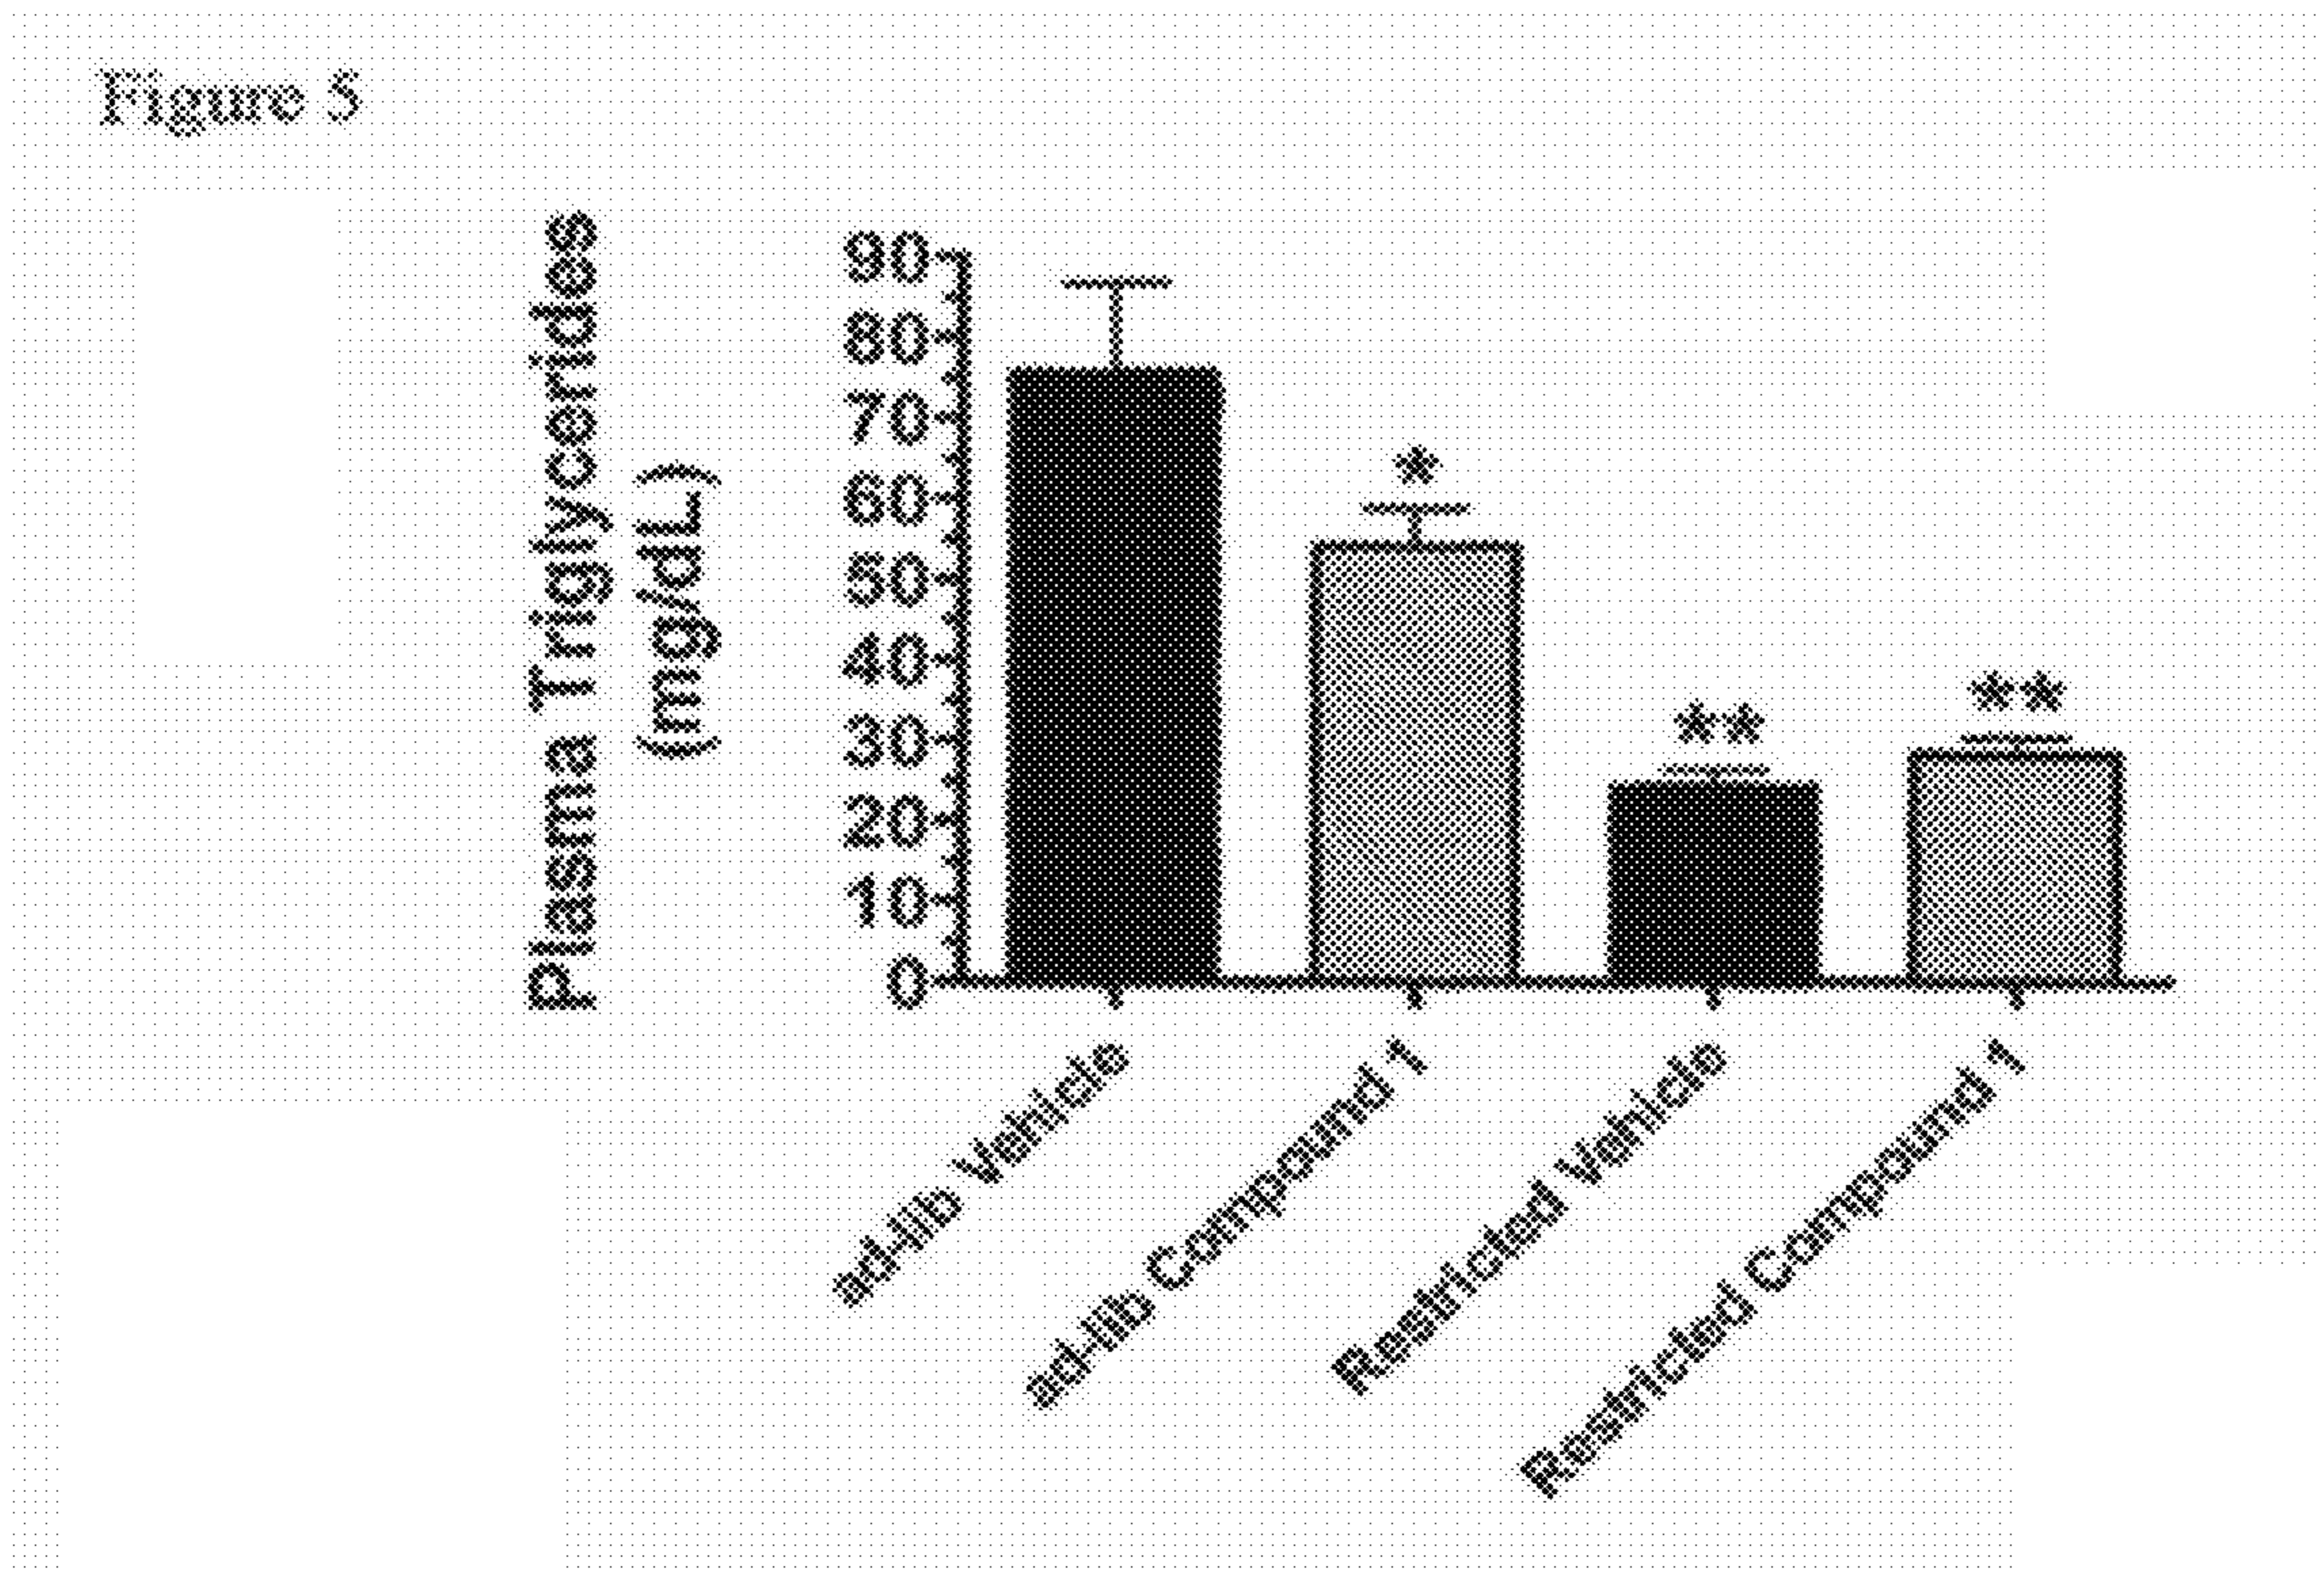 Figure 5
Plasma Triglycerides
(mg/dL)
90
80
70
60
50
40
30
20
10
0
*
**
**
ad-lib Vehicle
ad-lib Compound 1
Restricted Vehicle
Restricted Compound 1